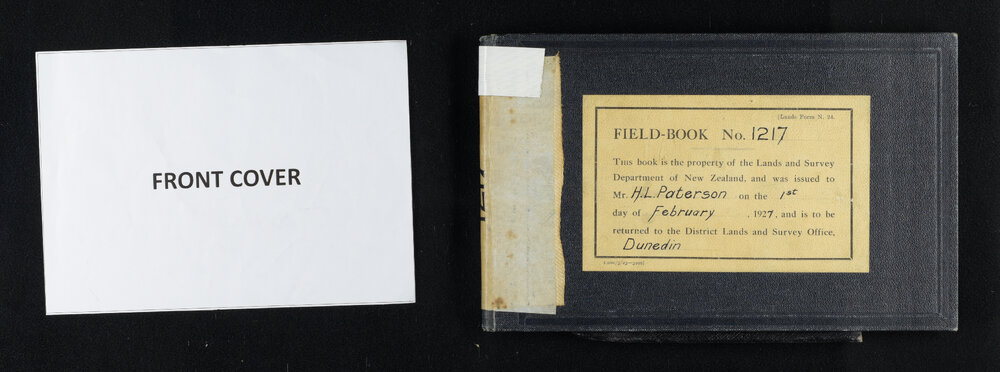 FRONT COVER
1217
[Lands Form N. 24.
FIELD-BOOK No. 1217
THIS book is the property of the Lands and Survey
Department of New Zealand, and was issued to
Mr. H.L. Paterson on the 1st
day of February , 1927, and is to be
returned to the District Lands and Survey Office,
Dunedin